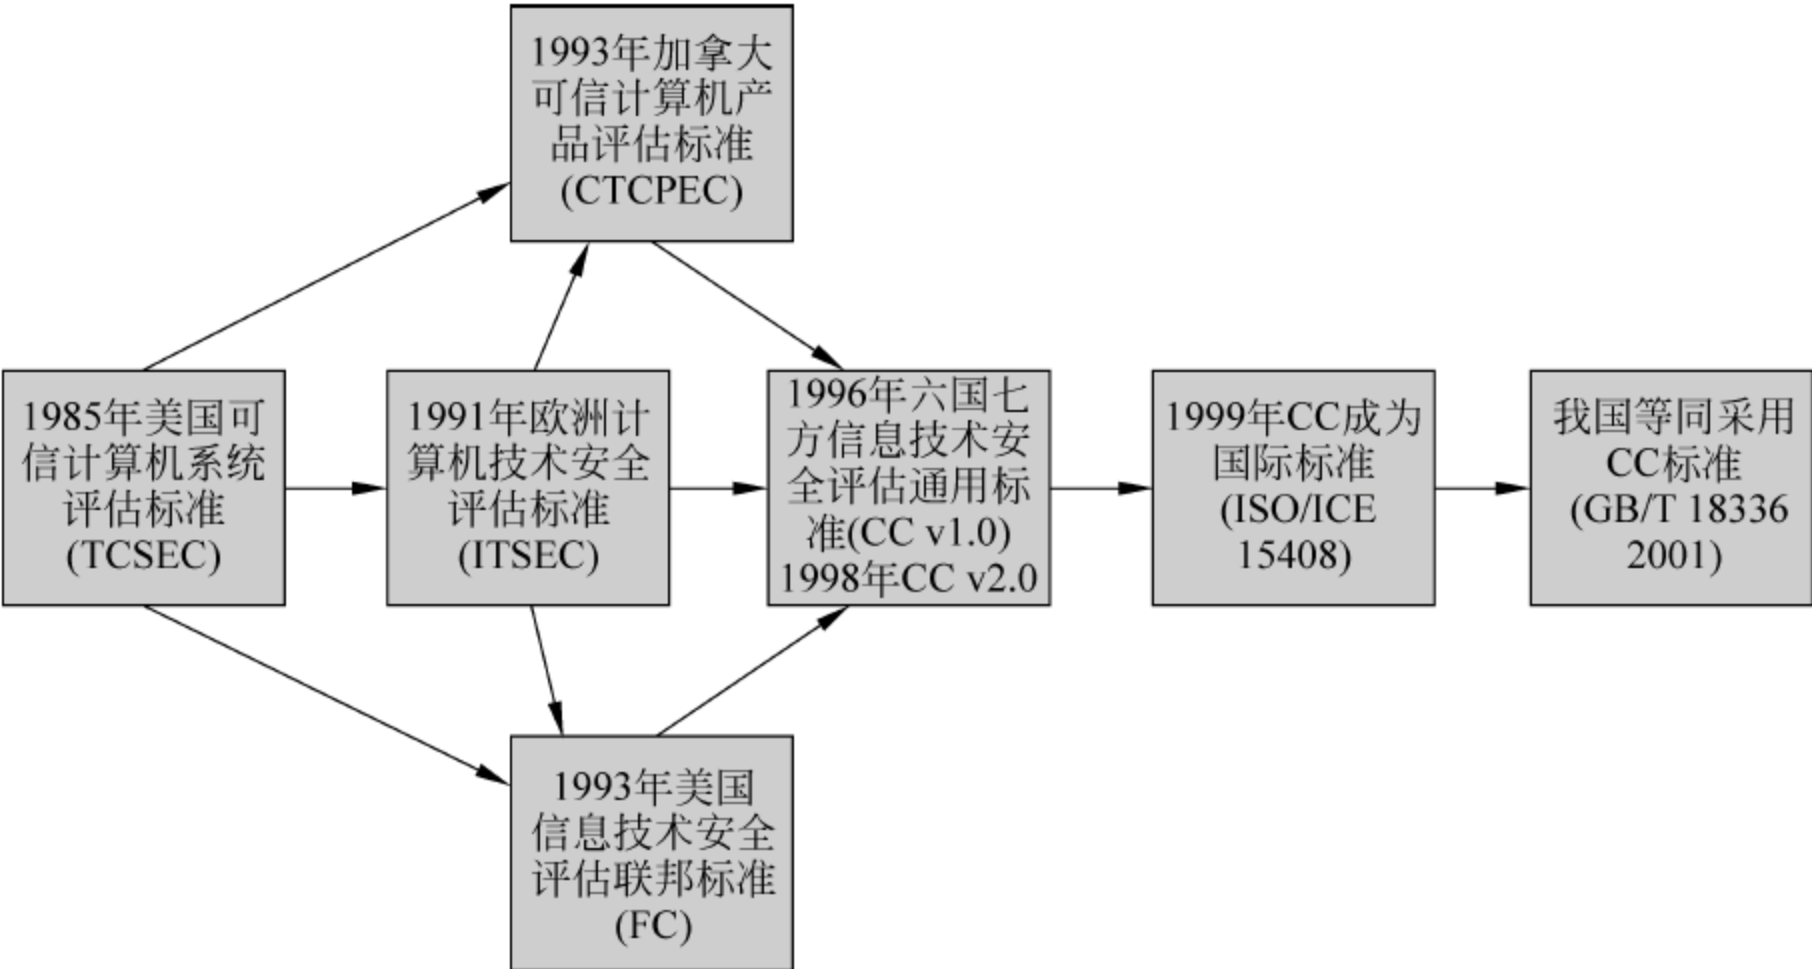 1993年加拿大
可信计算机产
品评估标准
(CTCPEC)
1985年美国可
信计算机系统
评估标准
(TCSEC)
1991年欧洲计
算机技术安全
评估标准
(ITSEC)
1996年六国七
方信息技术安
全评估通用标
准(CC v1.0)
1998年CC v2.0
1999年CC成为
国际标准
(ISO/ICE
15408)
我国等同采用
CC标准
(GB/T 18336
2001)
1993年美国
信息技术安全
评估联邦标准
(FC)